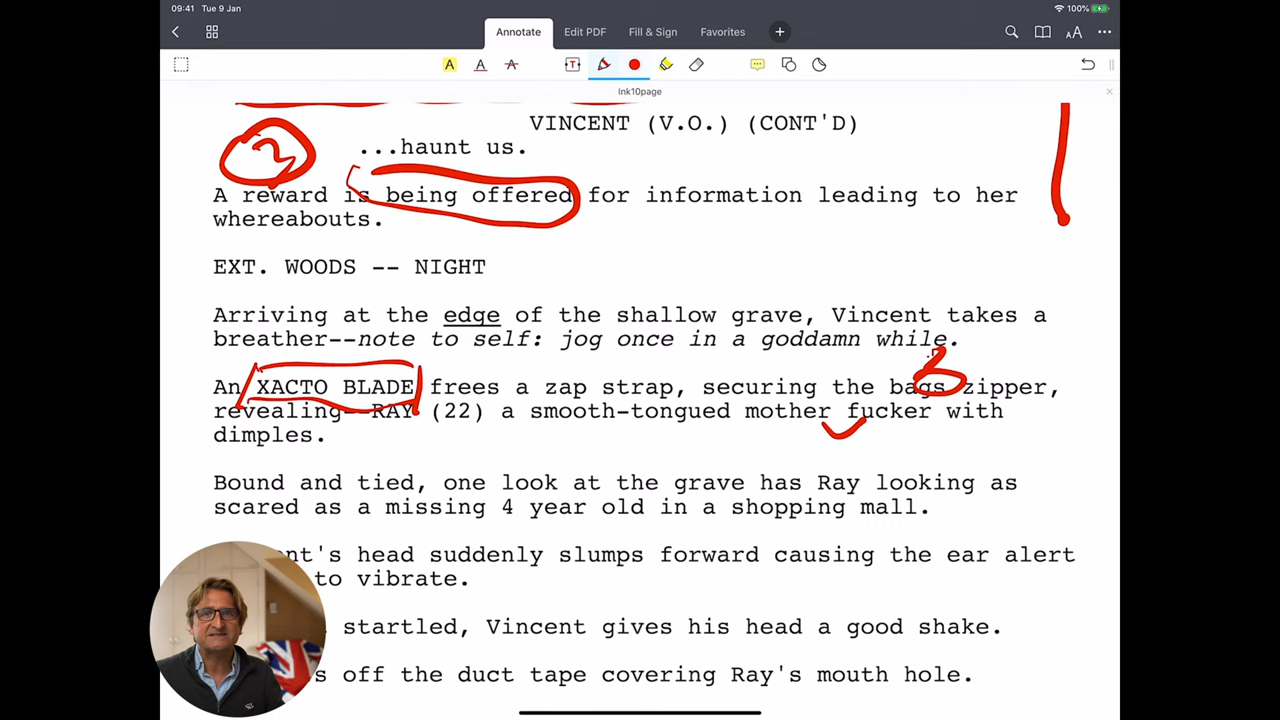 09:41 Tue 9 Jan
100%
Annotate Edit PDF Fill & Sign Favorites
A A A T AA
Ink10page
VINCENT (V.O.) (CONT'D)
2 ...haunt us.
A reward is being offered for information leading to her
whereabouts.
EXT. WOODS -- NIGHT
Arriving at the edge of the shallow grave, Vincent takes a
breather--note to self: jog once in a goddamn while.
An XACTO BLADE frees a zap strap, securing the bags zipper,
revealing--RAY (22) a smooth-tongued mother fucker with
dimples.
Bound and tied, one look at the grave has Ray looking as
scared as a missing 4 year old in a shopping mall.
ent's head suddenly slumps forward causing the ear alert
to vibrate.
startled, Vincent gives his head a good shake.
s off the duct tape covering Ray's mouth hole.